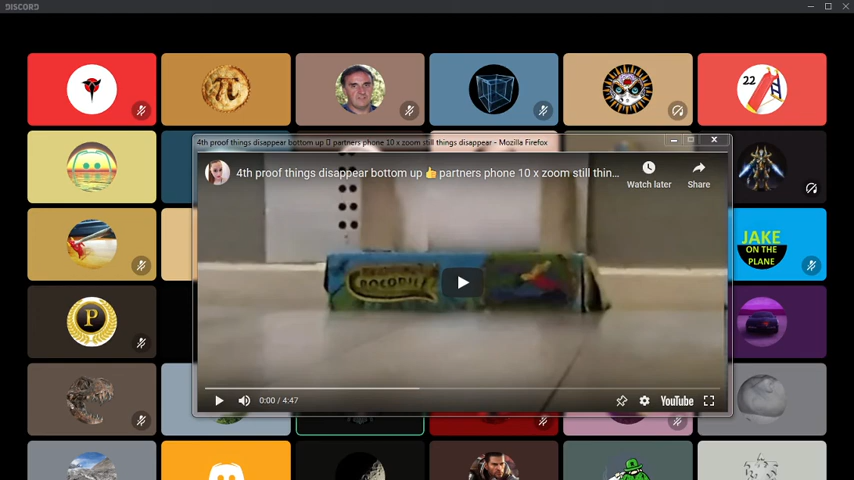 DISCORD
22
4th proof things disappear bottom up partners phone 10 x zoom still things disappear - Mozilla Firefox
4th proof things disappear bottom up 👍 partners phone 10 x zoom still thin...
Watch later
Share
JAKE
ON THE
PLANE
P
0:00 / 4:47
YouTube